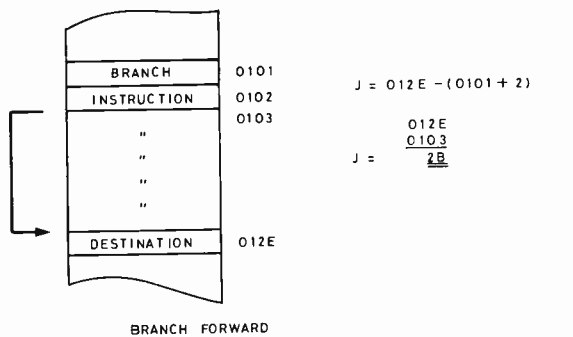 BRANCH 0101
INSTRUCTION 0102
0103
"
"
"
"
DESTINATION 012E
J = 012E - (0101 + 2)
012E
0103
J = 2B
BRANCH FORWARD